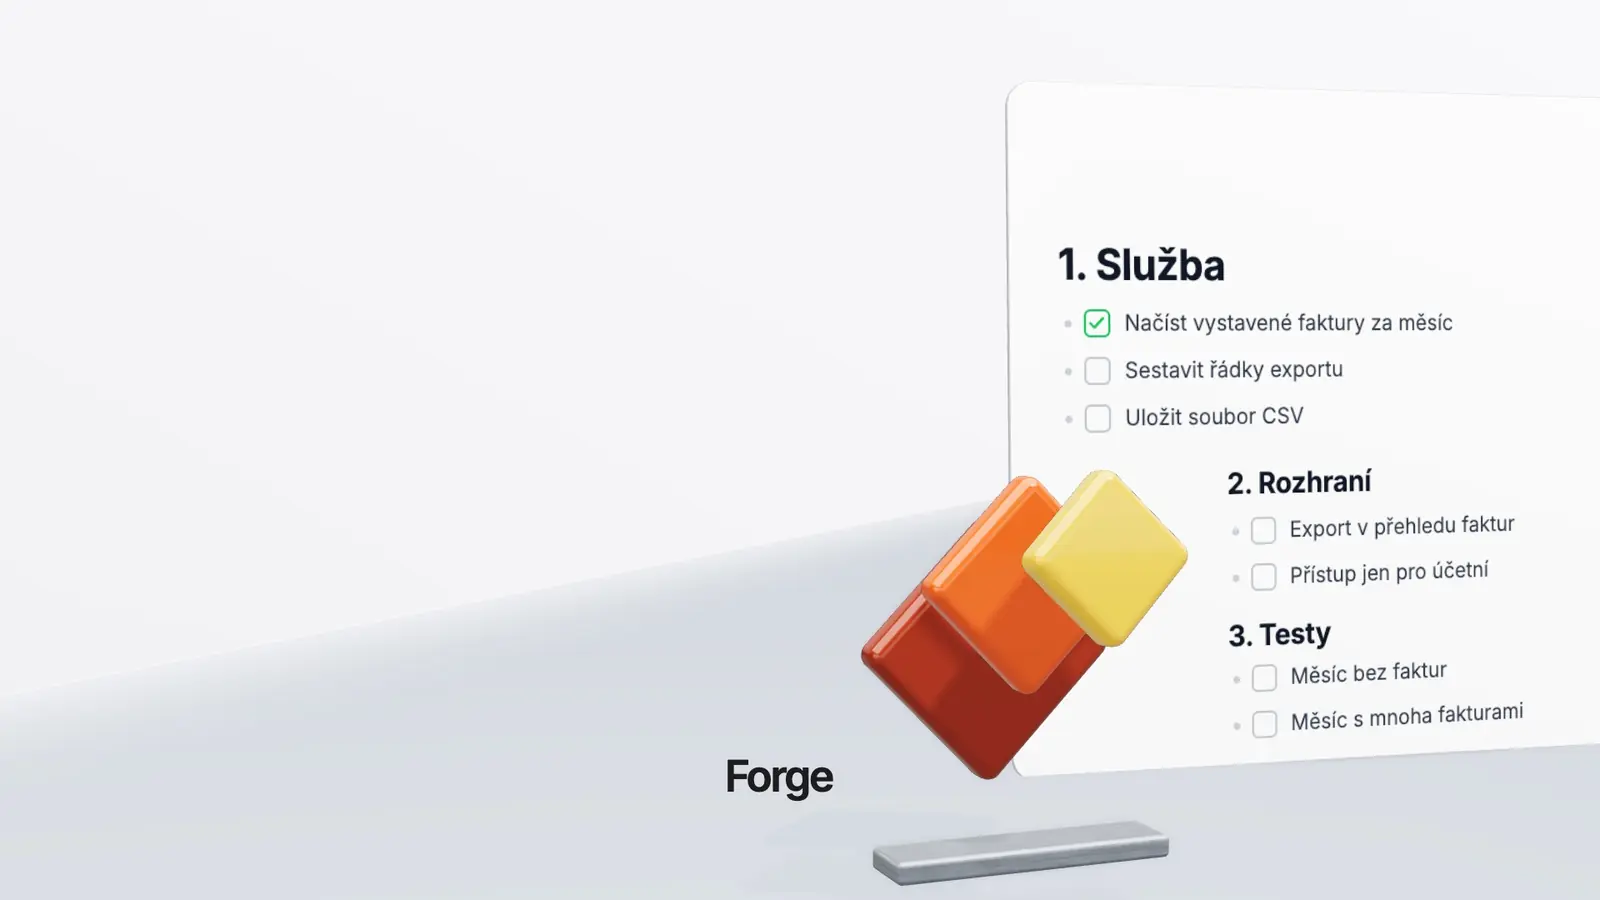 1. Služba
Načíst vystavené faktury za měsíc
Sestavit řádky exportu
Uložit soubor CSV
2. Rozhraní
Export v přehledu faktur
Přístup jen pro účetní
3. Testy
Měsíc bez faktur
Měsíc s mnoha fakturami
Forge